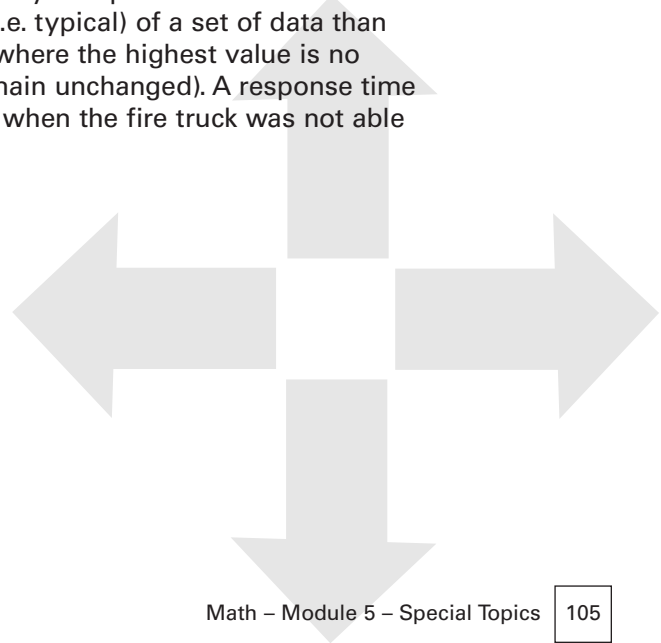 (i.e. typical) of a set of data than
where the highest value is no
unchanged). A response time
when the fire truck was not able
Math – Module 5 – Special Topics 105